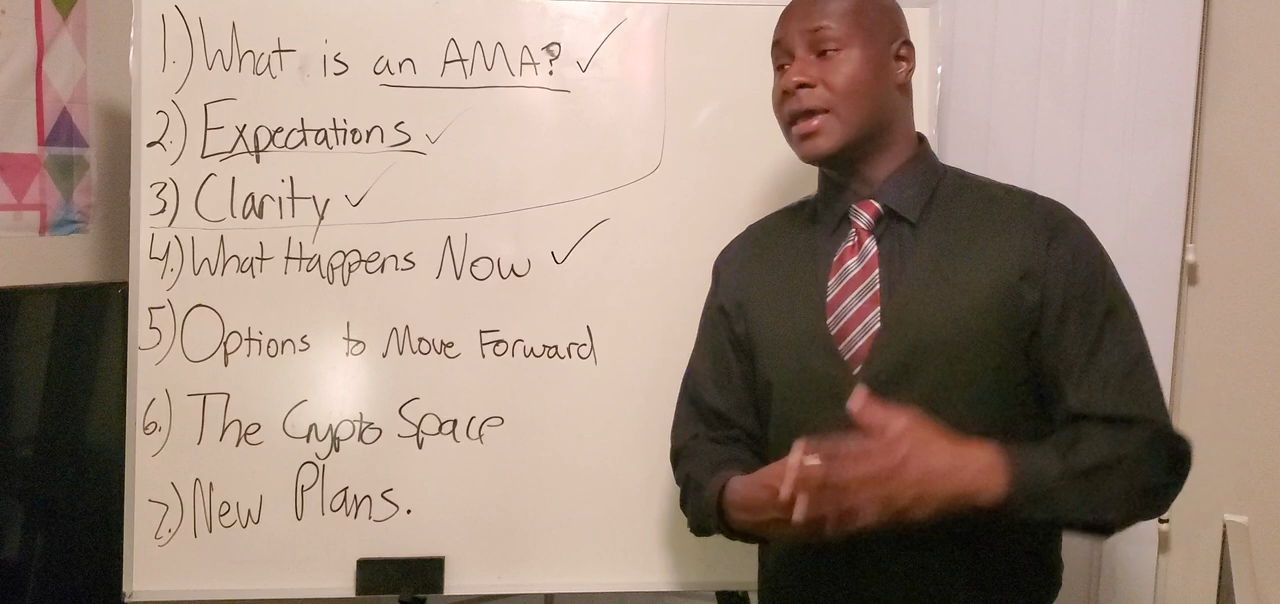 1.) What is an AMA? ✓
2.) Expectations ✓
3) Clarity ✓
4.) What Happens Now ✓
5) Options to Move Forward
6.) The Crypto Space
7.) New Plans.